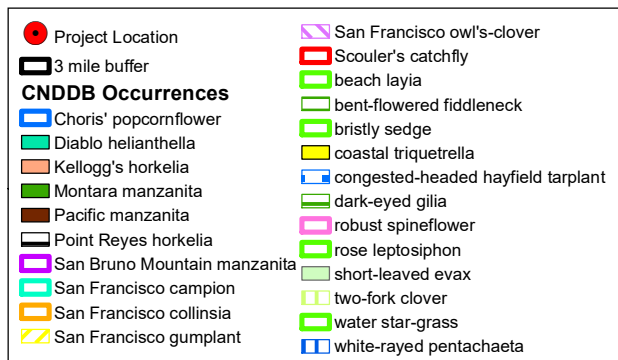 Project Location
3 mile buffer
CNDDB Occurrences
Choris' popcornflower
Diablo helianthella
Kellogg's horkelia
Montara manzanita
Pacific manzanita
Point Reyes horkelia
San Bruno Mountain manzanita
San Francisco campion
San Francisco collinsia
San Francisco gumplant
San Francisco owl's-clover
Scouler's catchfly
beach layia
bent-flowered fiddleneck
bristly sedge
coastal triquetrella
congested-headed hayfield tarplant
dark-eyed gilia
robust spineflower
rose leptosiphon
short-leaved evax
two-fork clover
water star-grass
white-rayed pentachaeta